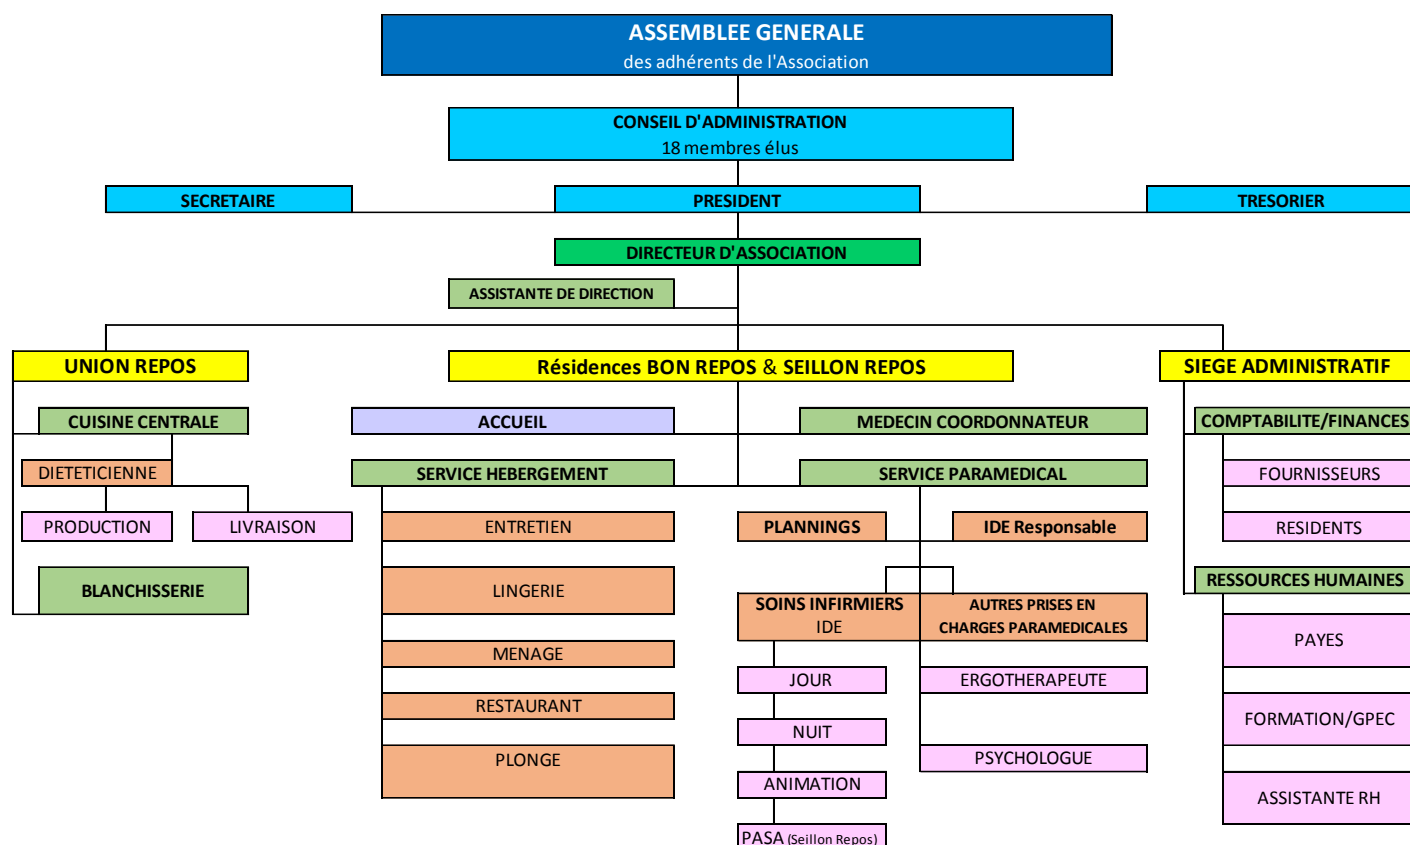 ASSEMBLEE GENERALE
des adhérents de l'Association
CONSEIL D'ADMINISTRATION
18 membres élus
SECRETAIRE
PRESIDENT
TRESORIER
DIRECTEUR D'ASSOCIATION
ASSISTANTE DE DIRECTION
UNION REPOS
Résidences BON REPOS & SEILLON REPOS
SIEGE ADMINISTRATIF
CUISINE CENTRALE
ACCUEIL
MEDECIN COORDONNATEUR
COMPTABILITE/FINANCES
DIETETICIENNE
SERVICE HEBERGEMENT
SERVICE PARAMEDICAL
FOURNISSEURS
PRODUCTION
LIVRAISON
ENTRETIEN
PLANNINGS
IDE Responsable
RESIDENTS
BLANCHISSERIE
LINGERIE
RESSOURCES HUMAINES
SOINS INFIRMIERS
IDE
AUTRES PRISES EN
CHARGES PARAMEDICALES
PAYES
MENAGE
JOUR
ERGOTHERAPEUTE
RESTAURANT
NUIT
FORMATION/GPEC
PLONGE
PSYCHOLOGUE
ANIMATION
ASSISTANTE RH
PASA (Seillon Repos)